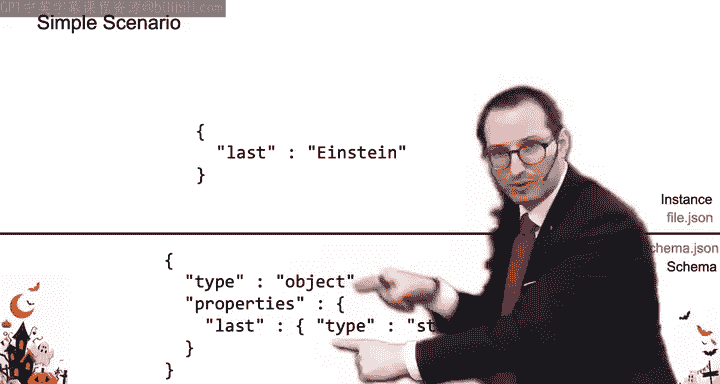 Simple Scenario
{
"last" : "Einstein"
}
Instance
file.json
chema.json
Schema
{
"type" : "object"
"properties" : {
"last" : { "type" : "st
}
}